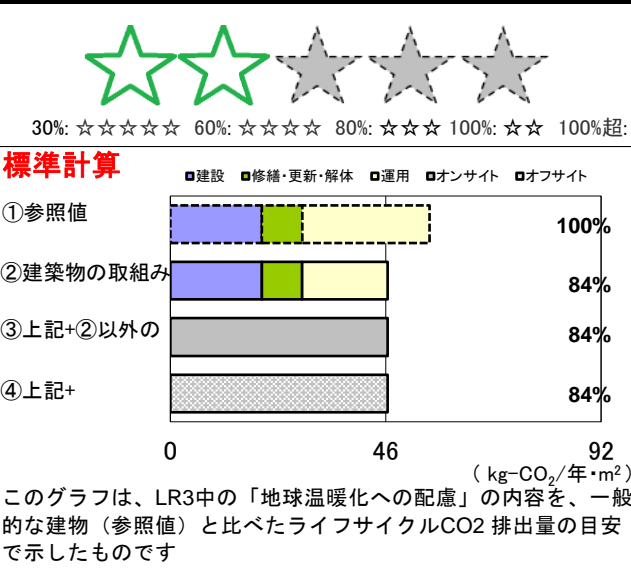 30%: ☆☆☆☆☆ 60%: ☆☆☆☆ 80%: ☆☆☆ 100%: ☆☆ 100%超:
標準計算
■建設 ■修繕・更新・解体 ■運用 ■オンサイト ■オフサイト
①参照値 100%
②建築物の取組み 84%
③上記+②以外の 84%
④上記+ 84%
0 46 92
( kg-CO₂/年・m²)
このグラフは、LR3中の「地球温暖化への配慮」の内容を、一般
的な建物（参照値）と比べたライフサイクルCO2 排出量の目安
で示したものです